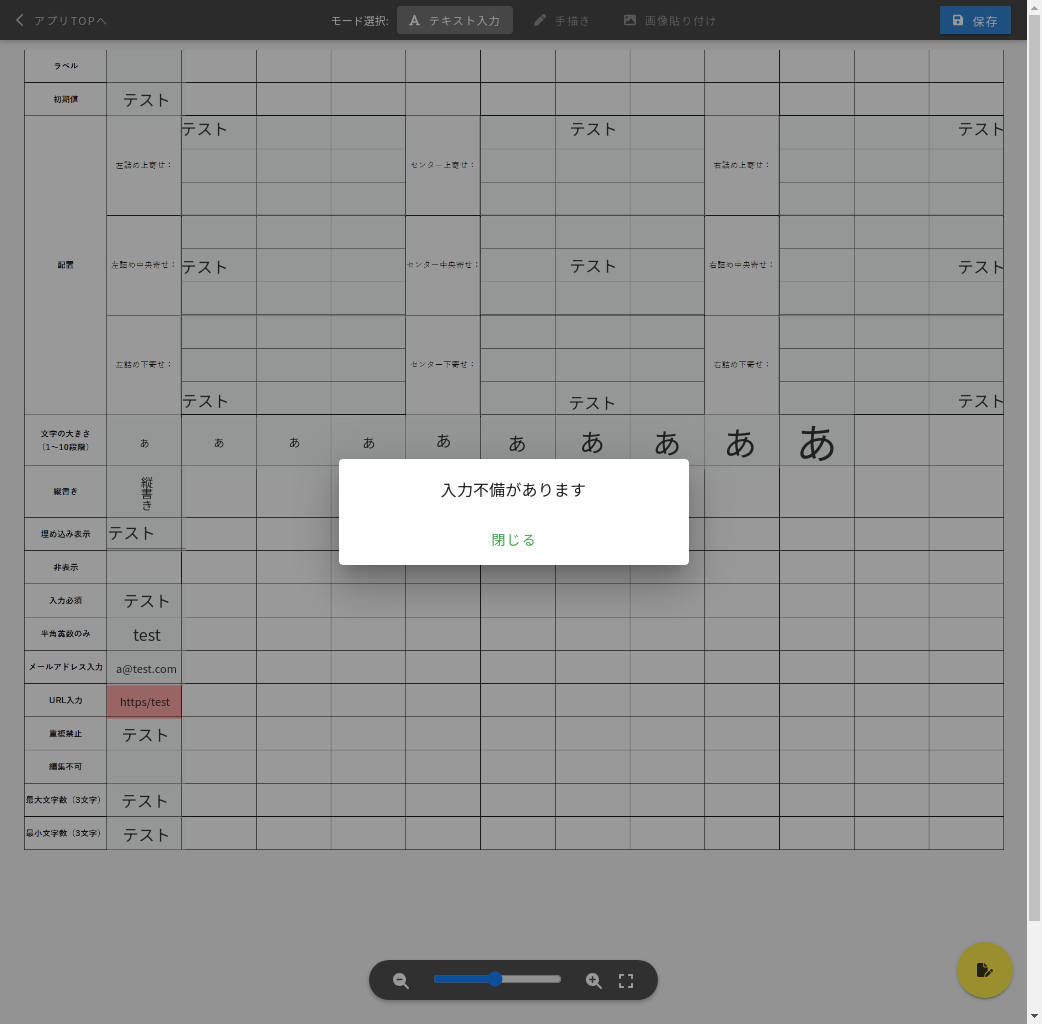 アプリTOPへ モード選択: A テキスト入力 手描き 画像貼り付け 保存
ラベル
初期値 テスト
配置 左詰め上寄せ： テスト センター上寄せ： テスト 右詰め上寄せ： テスト
左詰め中央寄せ： テスト センター中央寄せ： テスト 右詰め中央寄せ： テスト
左詰め下寄せ： テスト センター下寄せ： テスト 右詰め下寄せ： テスト
文字の大きさ
（1〜10段階） あ あ あ あ あ あ あ あ あ あ
縦書き 縦書き
入力不備があります
埋め込み表示 テスト
閉じる
非表示
入力必須 テスト
半角英数のみ test
メールアドレス入力 a@test.com
URL入力 https/test
重複禁止 テスト
編集不可
最大文字数（3文字） テスト
最小文字数（3文字） テスト